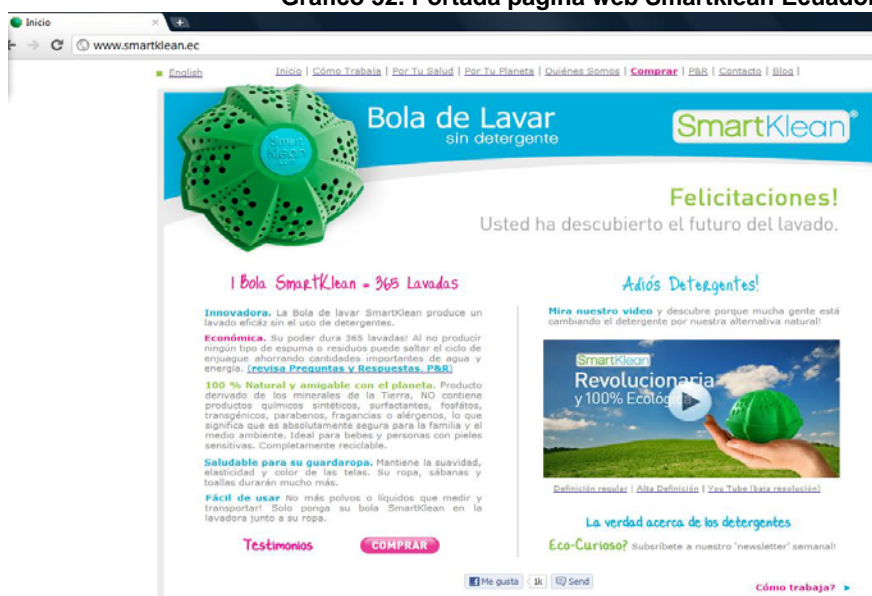 Gráfico 32. Portada página web Smartklean Ecuador
Inicio
www.smartklean.ec
English
Inicio | Cómo Trabaja | Por Tu Salud | Por Tu Planeta | Quiénes Somos | Comprar | P&R | Contacto | Blog |
Smart
Klean
.com
Bola de Lavar
sin detergente
SmartKlean®
Felicitaciones!
Usted ha descubierto el futuro del lavado.
1 Bola SmartKlean = 365 Lavadas
Innovadora. La Bola de lavar SmartKlean produce un
lavado eficáz sin el uso de detergentes.
Económica. Su poder dura 365 lavadas! Al no producir
ningún tipo de espuma o residuos puede saltar el ciclo de
enjuague ahorrando cantidades importantes de agua y
energía. (revisa Preguntas y Respuestas, P&R)
100 % Natural y amigable con el planeta. Producto
derivado de los minerales de la Tierra, NO contiene
productos químicos sintéticos, surfactantes, fosfátos,
transgénicos, parabenos, fragancias o alérgenos, lo que
significa que es absolutamente segura para la familia y el
medio ambiente. Ideal para bebes y personas con pieles
sensitivas. Completamente reciclable.
Saludable para su guardaropa. Mantiene la suavidad,
elasticidad y color de las telas. Su ropa, sábanas y
toallas durarán mucho más.
Fácil de usar No más polvos o líquidos que medir y
transportar! Solo ponga su bola SmartKlean en la
lavadora junto a su ropa.
Testimonios
COMPRAR
Adiós Detergentes!
Mira nuestro video y descubre porque mucha gente está
cambiando el detergente por nuestra alternativa natural!
SmartKlean
Revolucionaria
y 100% Ecológica
Definición regular | Alta Definición | You Tube (baja resolución)
La verdad acerca de los detergentes
Eco-Curioso? Subsríbete a nuestro 'newsletter' semanal!
Me gusta
1k
Send
Cómo trabaja?